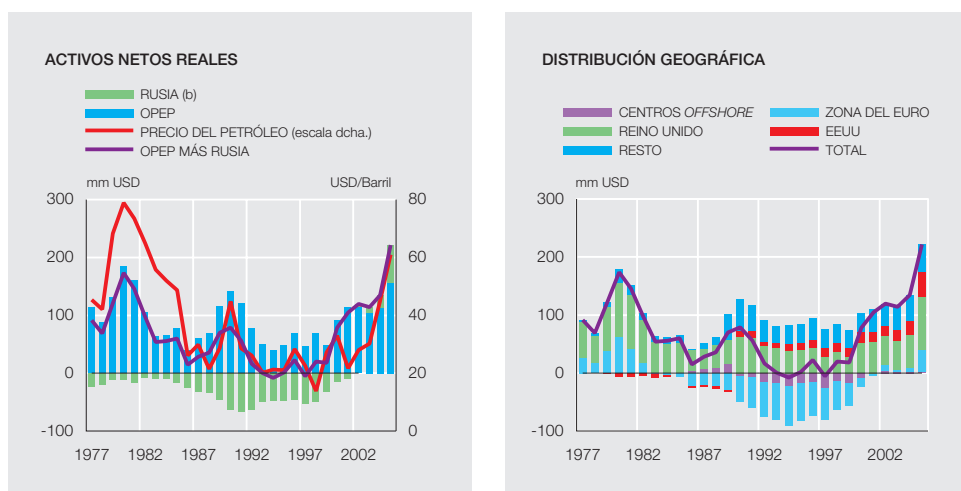 ACTIVOS NETOS REALES
RUSIA (b)
OPEP
PRECIO DEL PETRÓLEO (escala dcha.)
OPEP MÁS RUSIA
mm USD USD/Barril
300 80
200 60
100 40
0 20
-100 0
1977 1982 1987 1992 1997 2002
DISTRIBUCIÓN GEOGRÁFICA
CENTROS OFFSHORE ZONA DEL EURO
REINO UNIDO EEUU
RESTO TOTAL
mm USD
300
200
100
0
-100
1977 1982 1987 1992 1997 2002